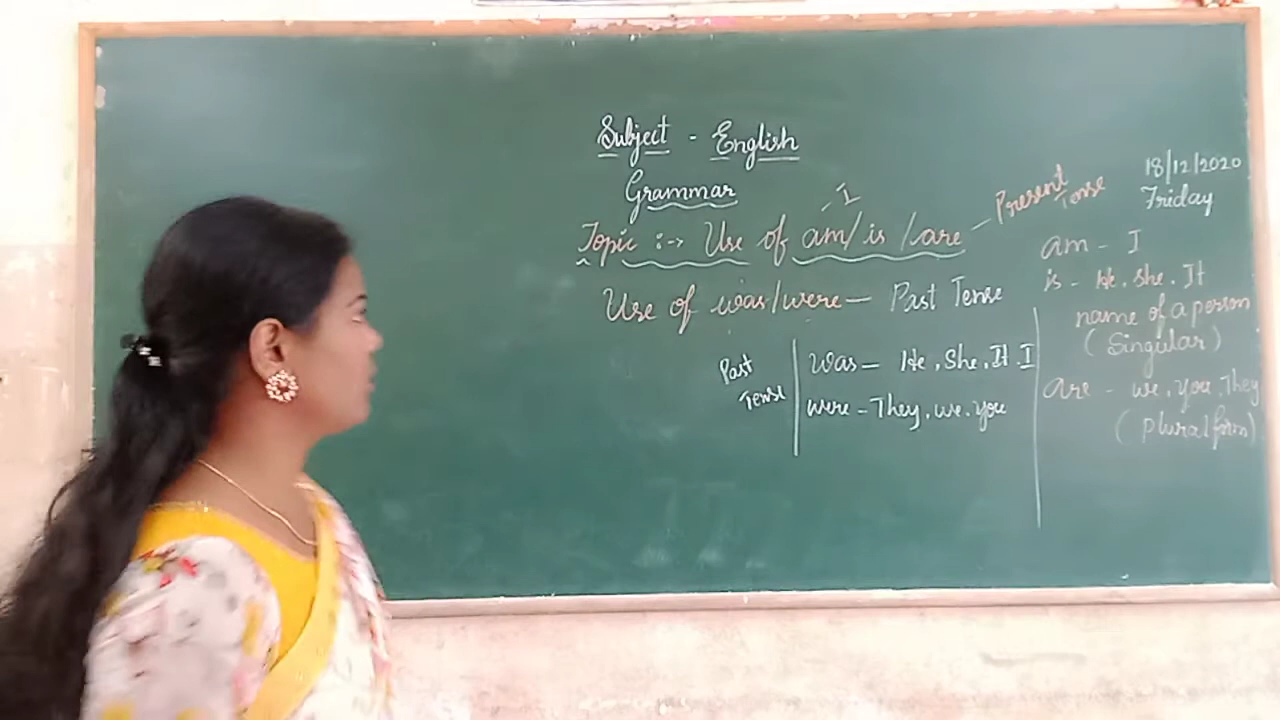 Subject - English
Grammar
- I
Topic :-> Use of am/is/are - Present Tense
Use of was/were - Past Tense
Past Tense
Was - He, She, It, I
were - They, we, you
18/12/2020
Friday
am - I
is - He, She, It
name of a person
(Singular)
are - we, you, They
(plural form)